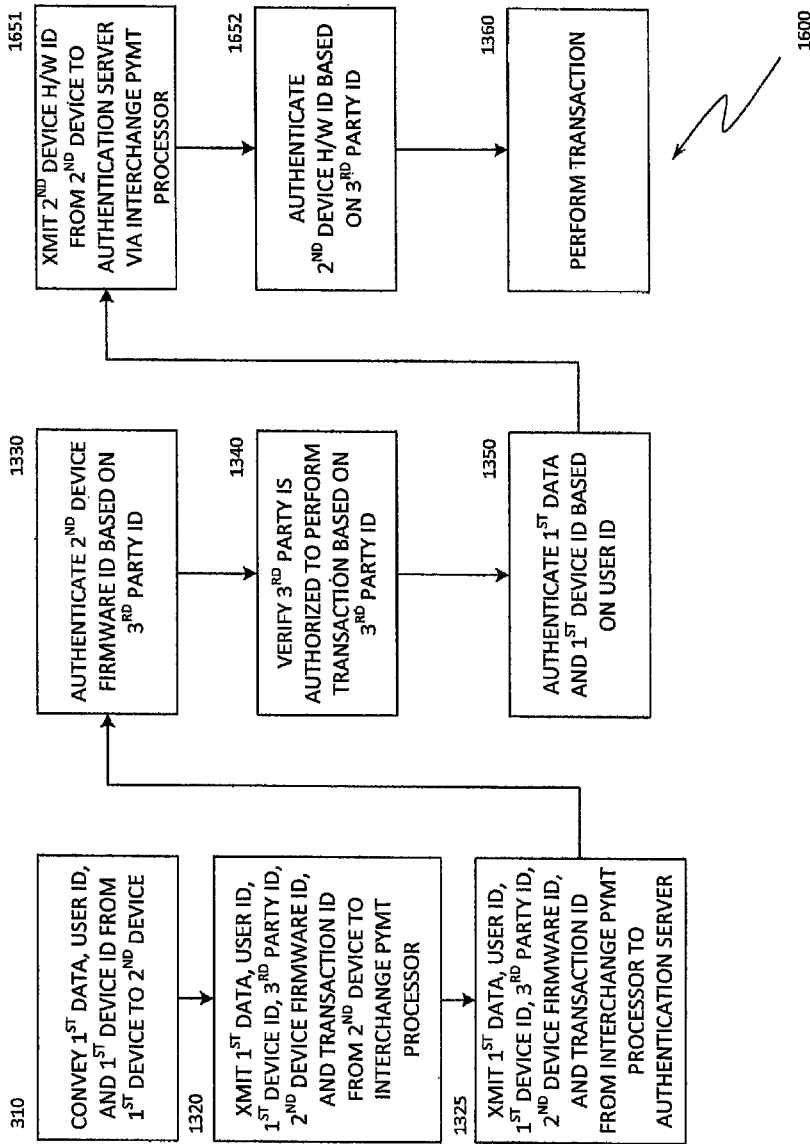 310
CONVEY 1ST DATA, USER ID,
AND 1ST DEVICE ID FROM
1ST DEVICE TO 2ND DEVICE
1320
XMIT 1ST DATA, USER ID,
1ST DEVICE ID, 3RD PARTY ID,
2ND DEVICE FIRMWARE ID,
AND TRANSACTION ID
FROM 2ND DEVICE TO
INTERCHANGE PYMT
PROCESSOR
1325
XMIT 1ST DATA, USER ID,
1ST DEVICE ID, 3RD PARTY ID,
2ND DEVICE FIRMWARE ID,
AND TRANSACTION ID
FROM INTERCHANGE PYMT
PROCESSOR TO
AUTHENTICATION SERVER
1330
AUTHENTICATE 2ND DEVICE
FIRMWARE ID BASED ON
3RD PARTY ID
1340
VERIFY 3RD PARTY IS
AUTHORIZED TO PERFORM
TRANSACTION BASED ON
3RD PARTY ID
1350
AUTHENTICATE 1ST DATA
AND 1ST DEVICE ID BASED
ON USER ID
1651
XMIT 2ND DEVICE H/W ID
FROM 2ND DEVICE TO
AUTHENTICATION SERVER
VIA INTERCHANGE PYMT
PROCESSOR
1652
AUTHENTICATE
2ND DEVICE H/W ID BASED
ON 3RD PARTY ID
1360
PERFORM TRANSACTION
1600